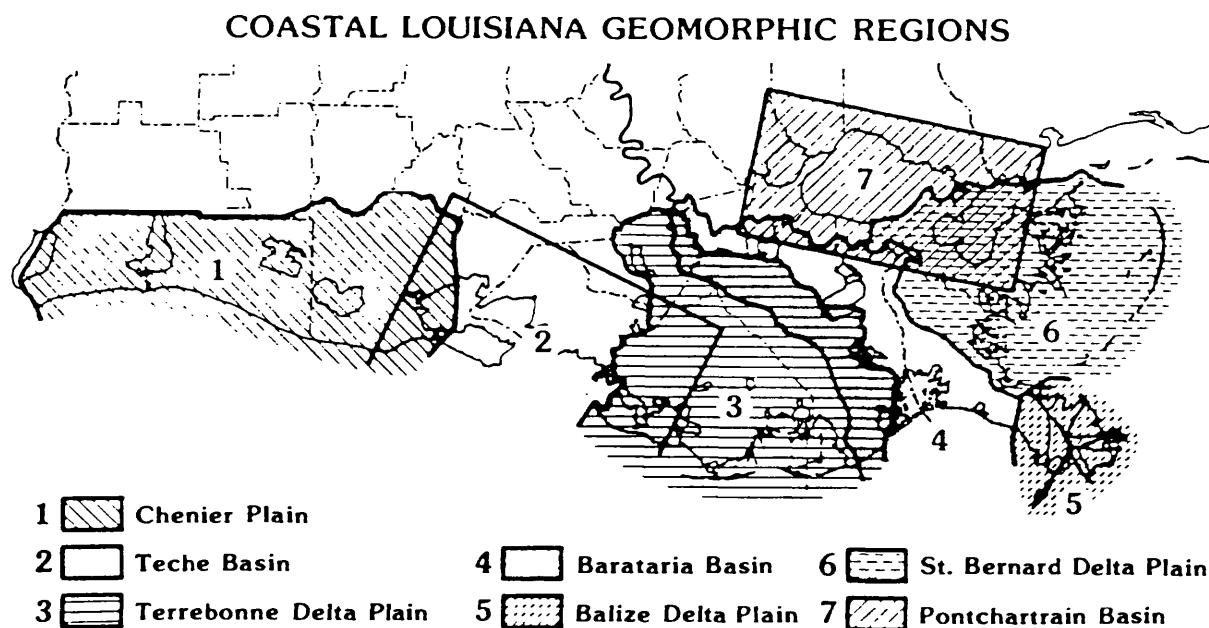 COASTAL LOUISIANA GEOMORPHIC REGIONS
7
1
2
6
3
4
5
1 Chenier Plain
2 Teche Basin
3 Terrebonne Delta Plain
4 Barataria Basin
5 Balize Delta Plain
6 St. Bernard Delta Plain
7 Pontchartrain Basin